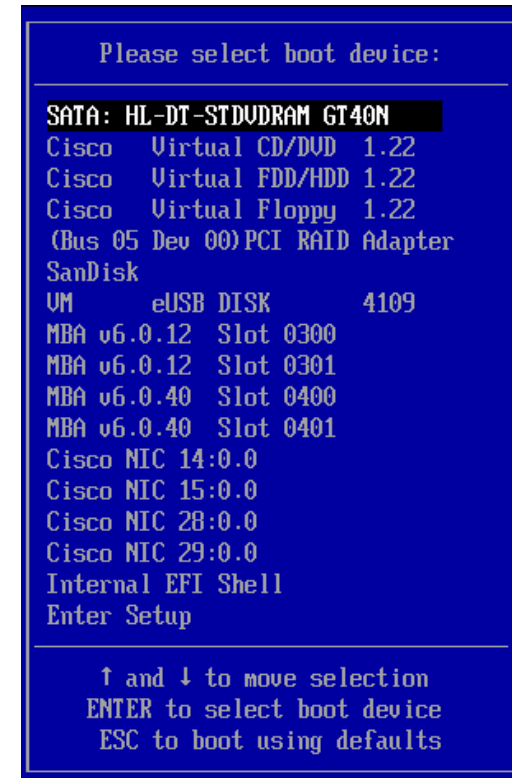 Please select boot device:
SATA: HL-DT-STDVDRAM GT40N
Cisco   Virtual CD/DVD  1.22
Cisco   Virtual FDD/HDD 1.22
Cisco   Virtual Floppy  1.22
(Bus 05 Dev 00)PCI RAID Adapter
SanDisk
VM      eUSB DISK       4109
MBA v6.0.12  Slot 0300
MBA v6.0.12  Slot 0301
MBA v6.0.40  Slot 0400
MBA v6.0.40  Slot 0401
Cisco NIC 14:0.0
Cisco NIC 15:0.0
Cisco NIC 28:0.0
Cisco NIC 29:0.0
Internal EFI Shell
Enter Setup
↑ and ↓ to move selection
ENTER to select boot device
ESC to boot using defaults